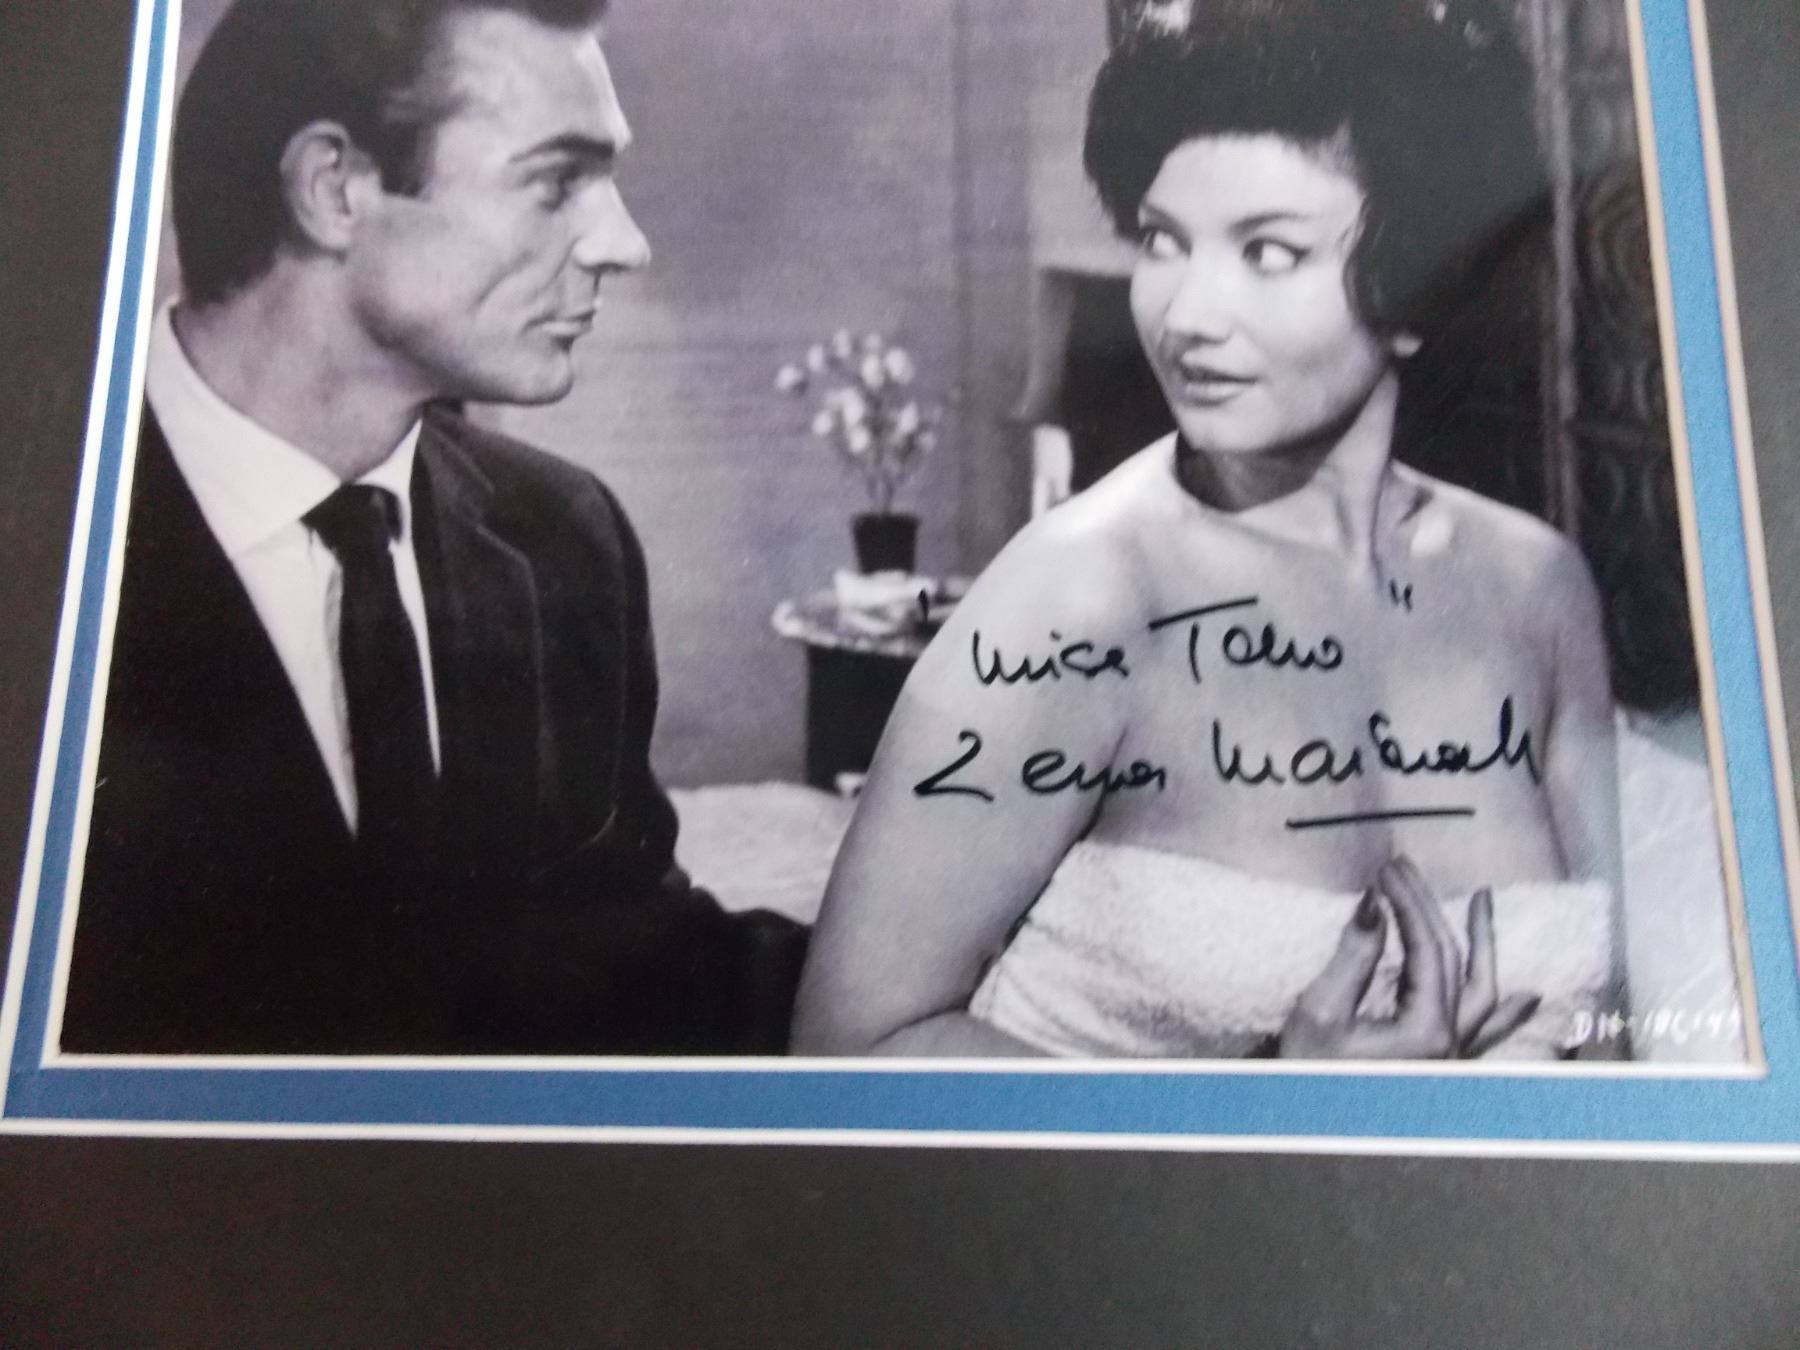 "Miss Taro"
Zena Marshall